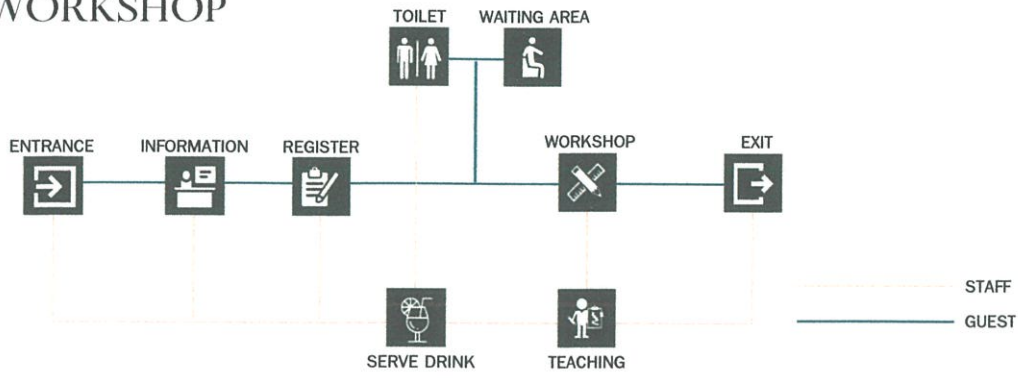 WORKSHOP
TOILET
WAITING AREA
ENTRANCE
INFORMATION
REGISTER
WORKSHOP
EXIT
STAFF
GUEST
SERVE DRINK
TEACHING